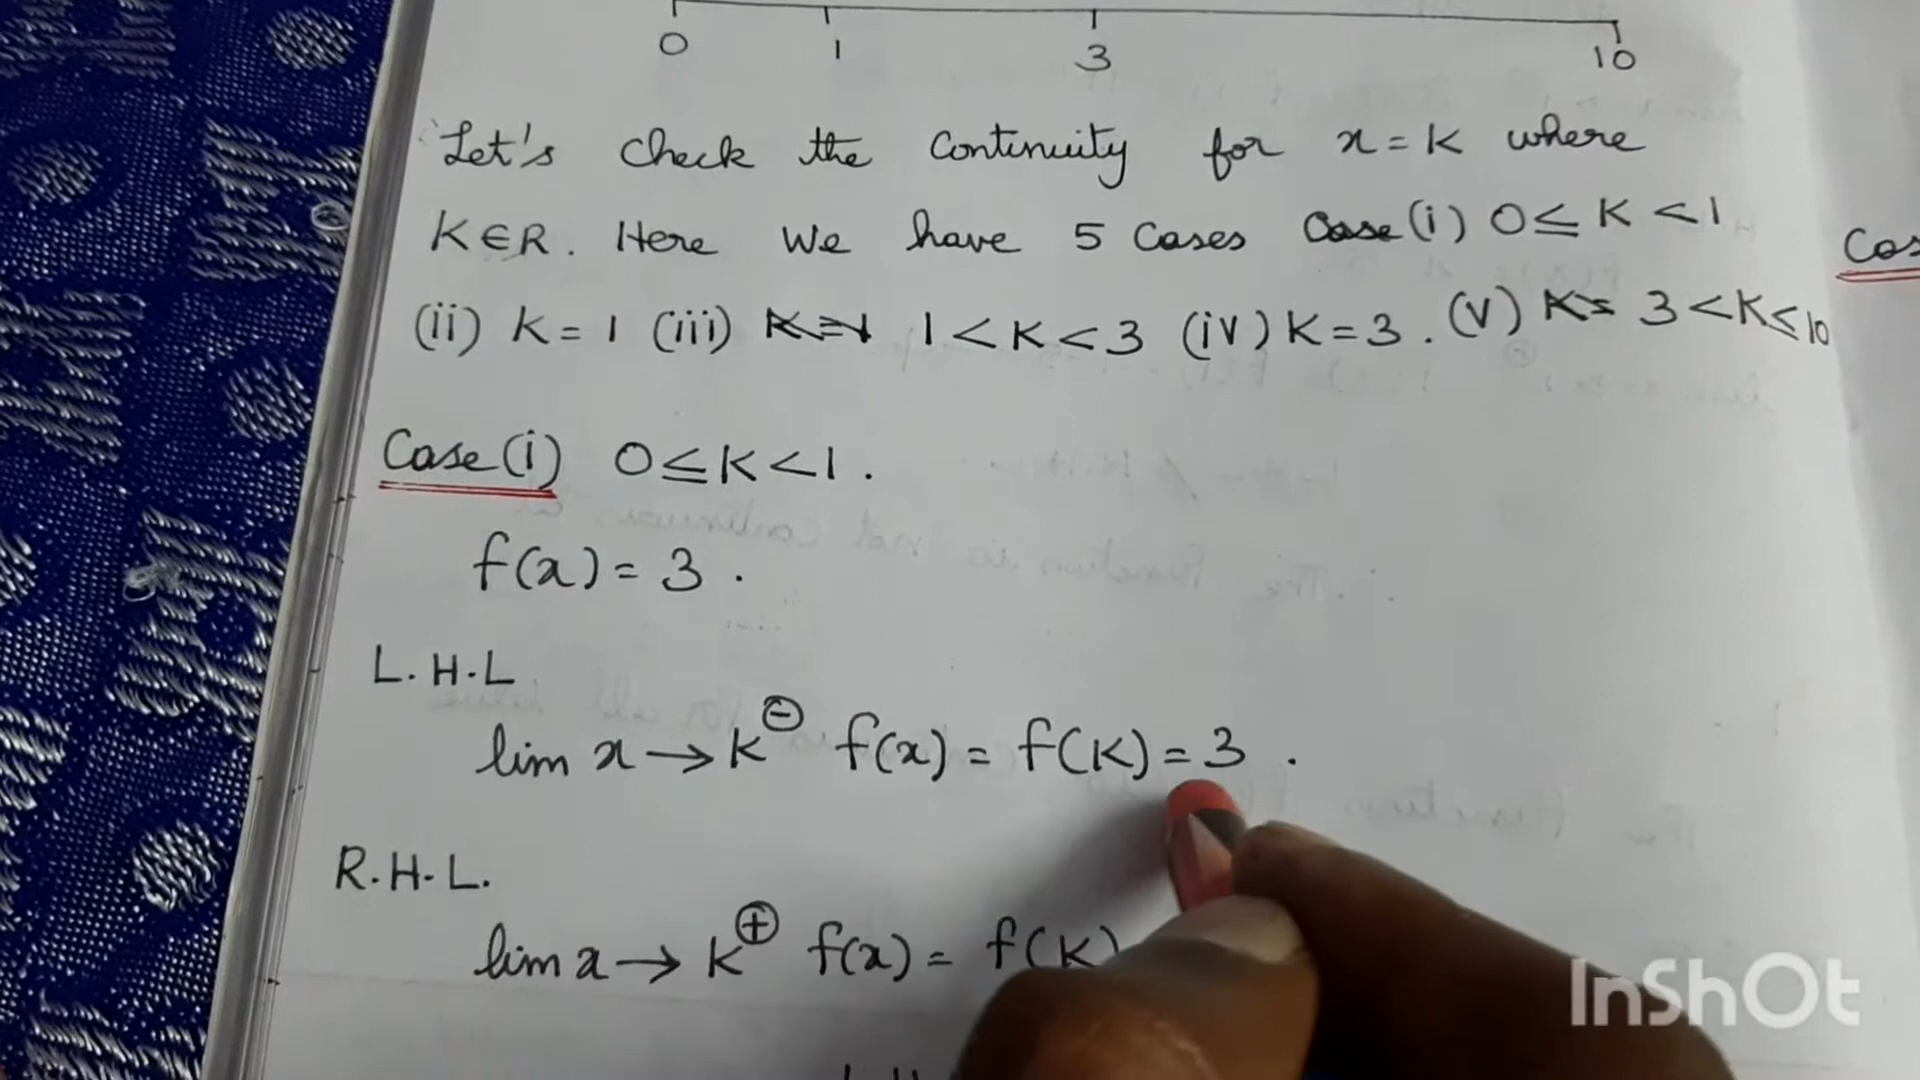 0 1 3 10
Let's check the continuity for x = K where
K∈R. Here we have 5 cases case (i) 0 ≤ K < 1
(ii) K = 1 (iii) K=1 1 < K < 3 (iv) K = 3. (v) K= 3 < K ≤ 10
Case (i) 0 ≤ K < 1.
f(x) = 3.
L.H.L
lim x → K⊖ f(x) = f(K) = 3.
R.H.L.
lim x → K⊕ f(x) = f(K)
InShOt